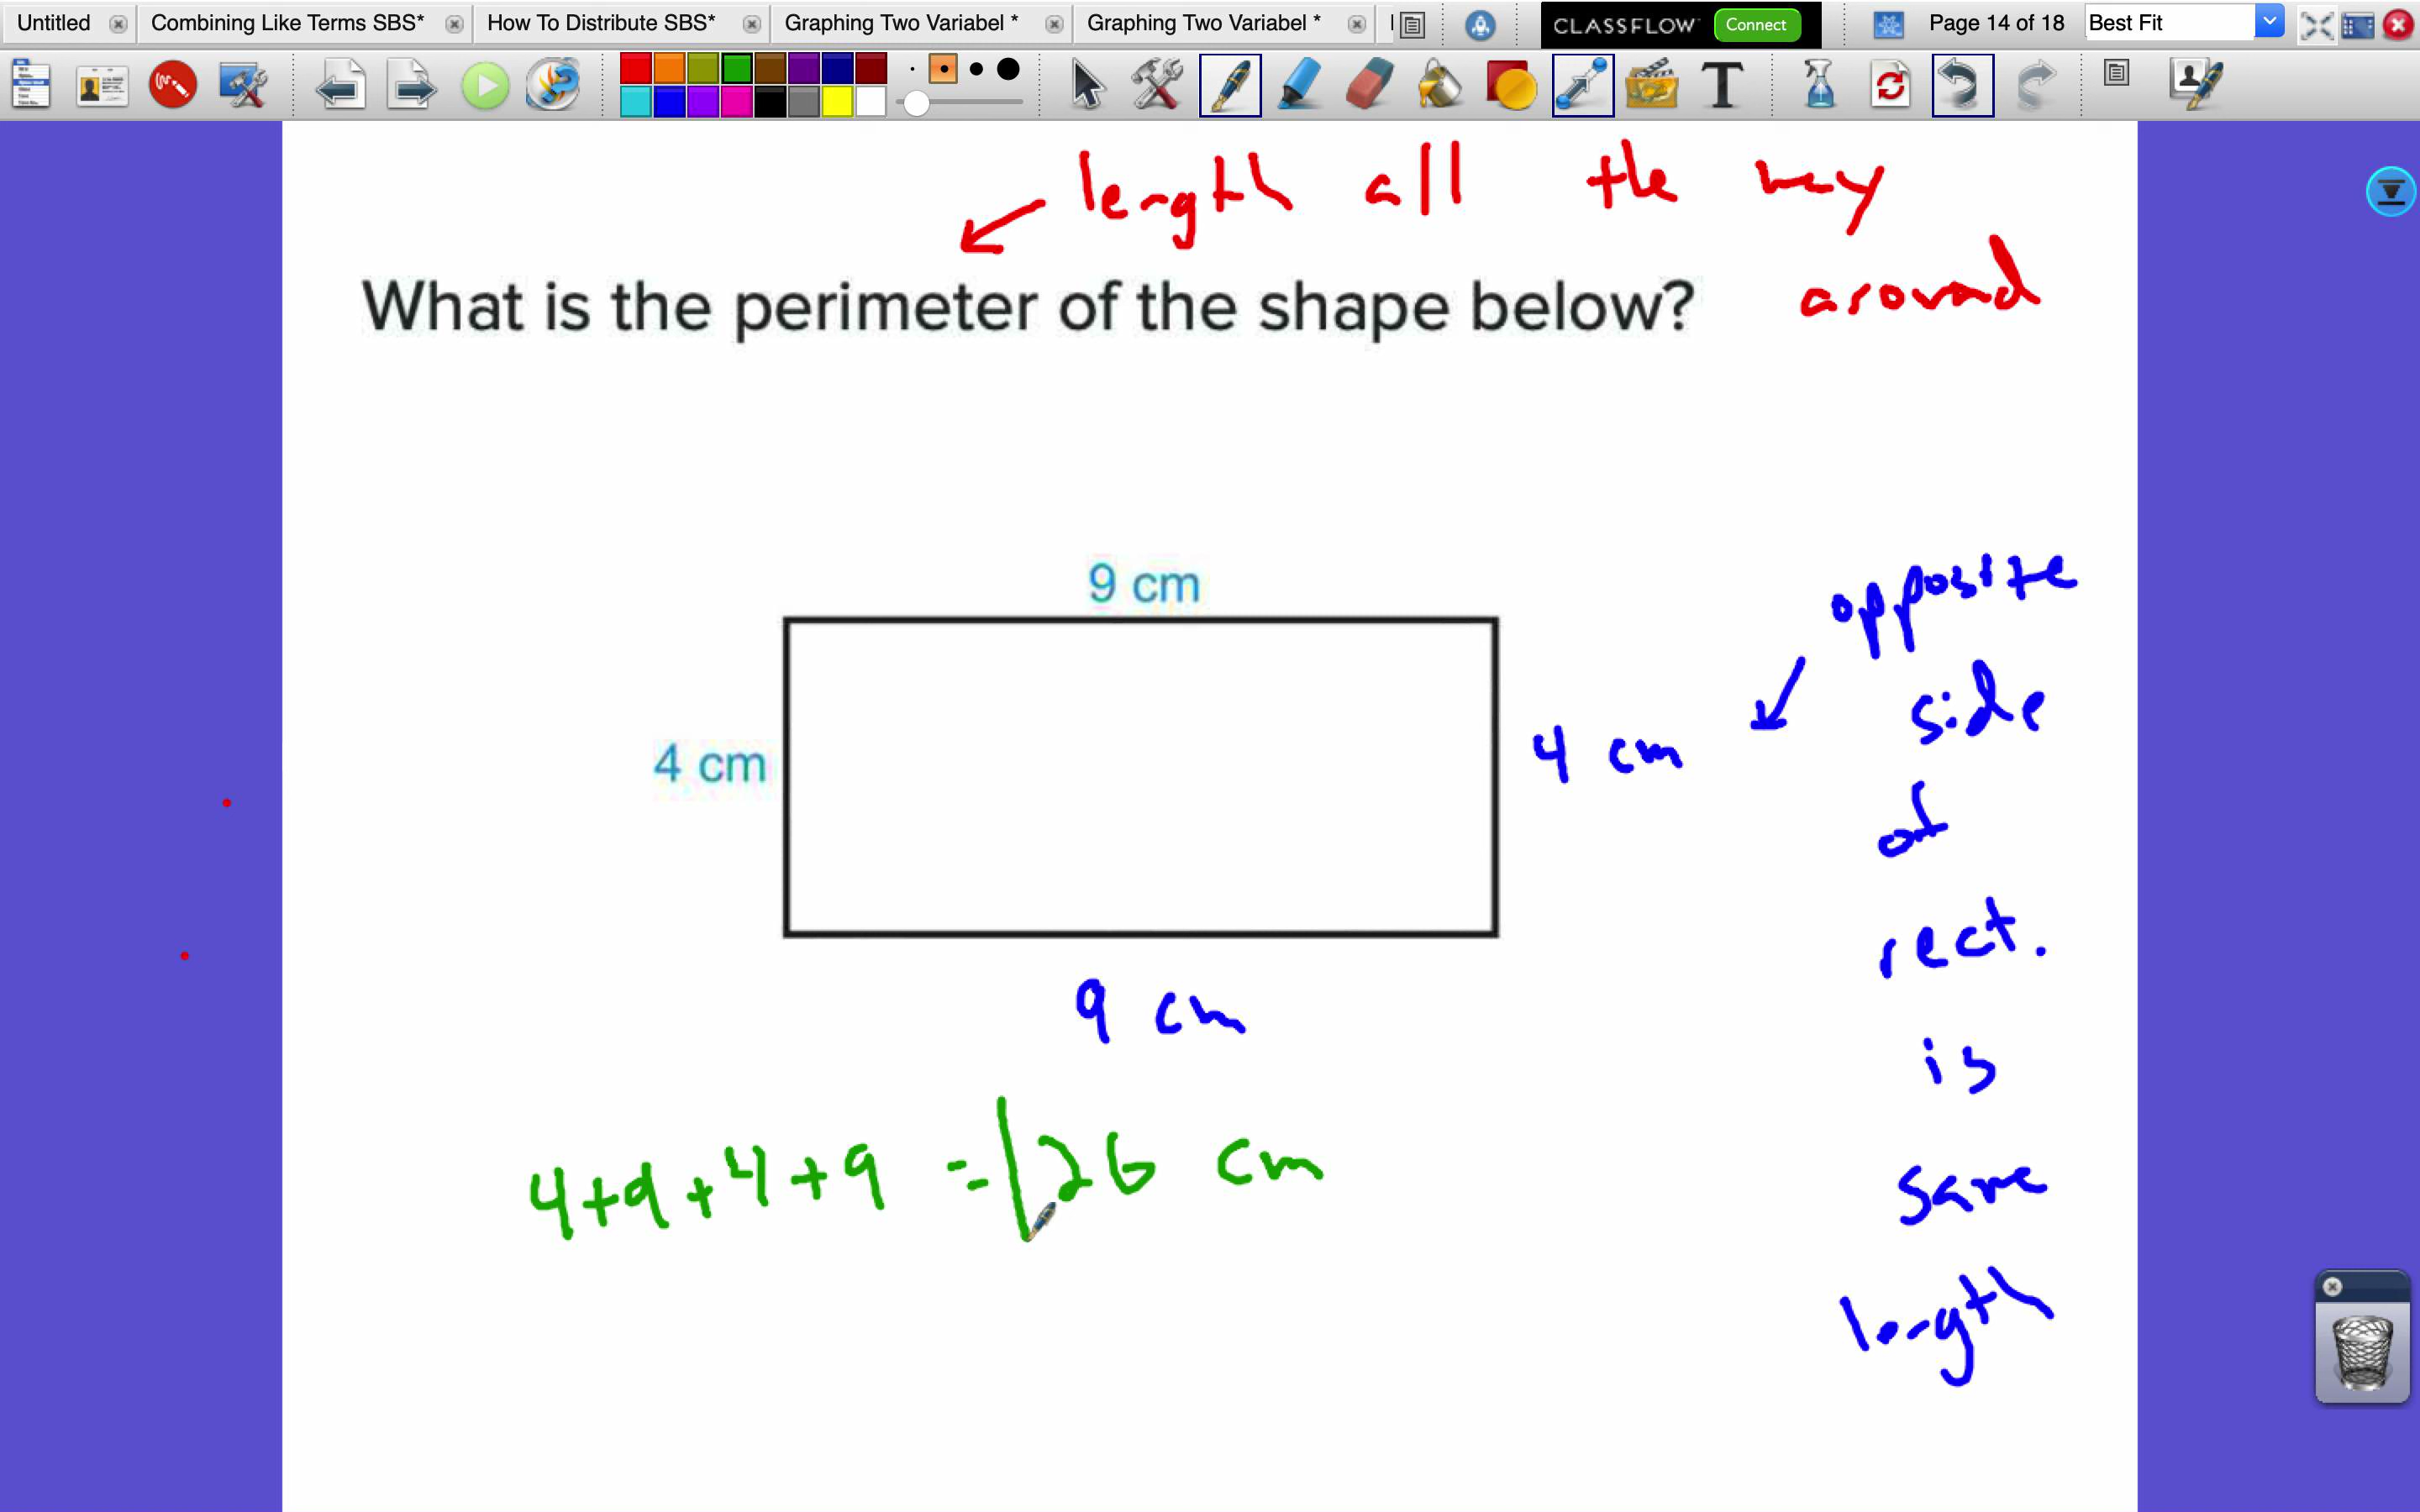 Untitled Combining Like Terms SBS* How To Distribute SBS* Graphing Two Variabel * Graphing Two Variabel * CLASSFLOW Connect Page 14 of 18 Best Fit
T
length all the way
around
What is the perimeter of the shape below?
9 cm
4 cm
4 cm
9 cm
opposite
side
of
rect.
is
same
length
4+9+4+9 = 26 cm